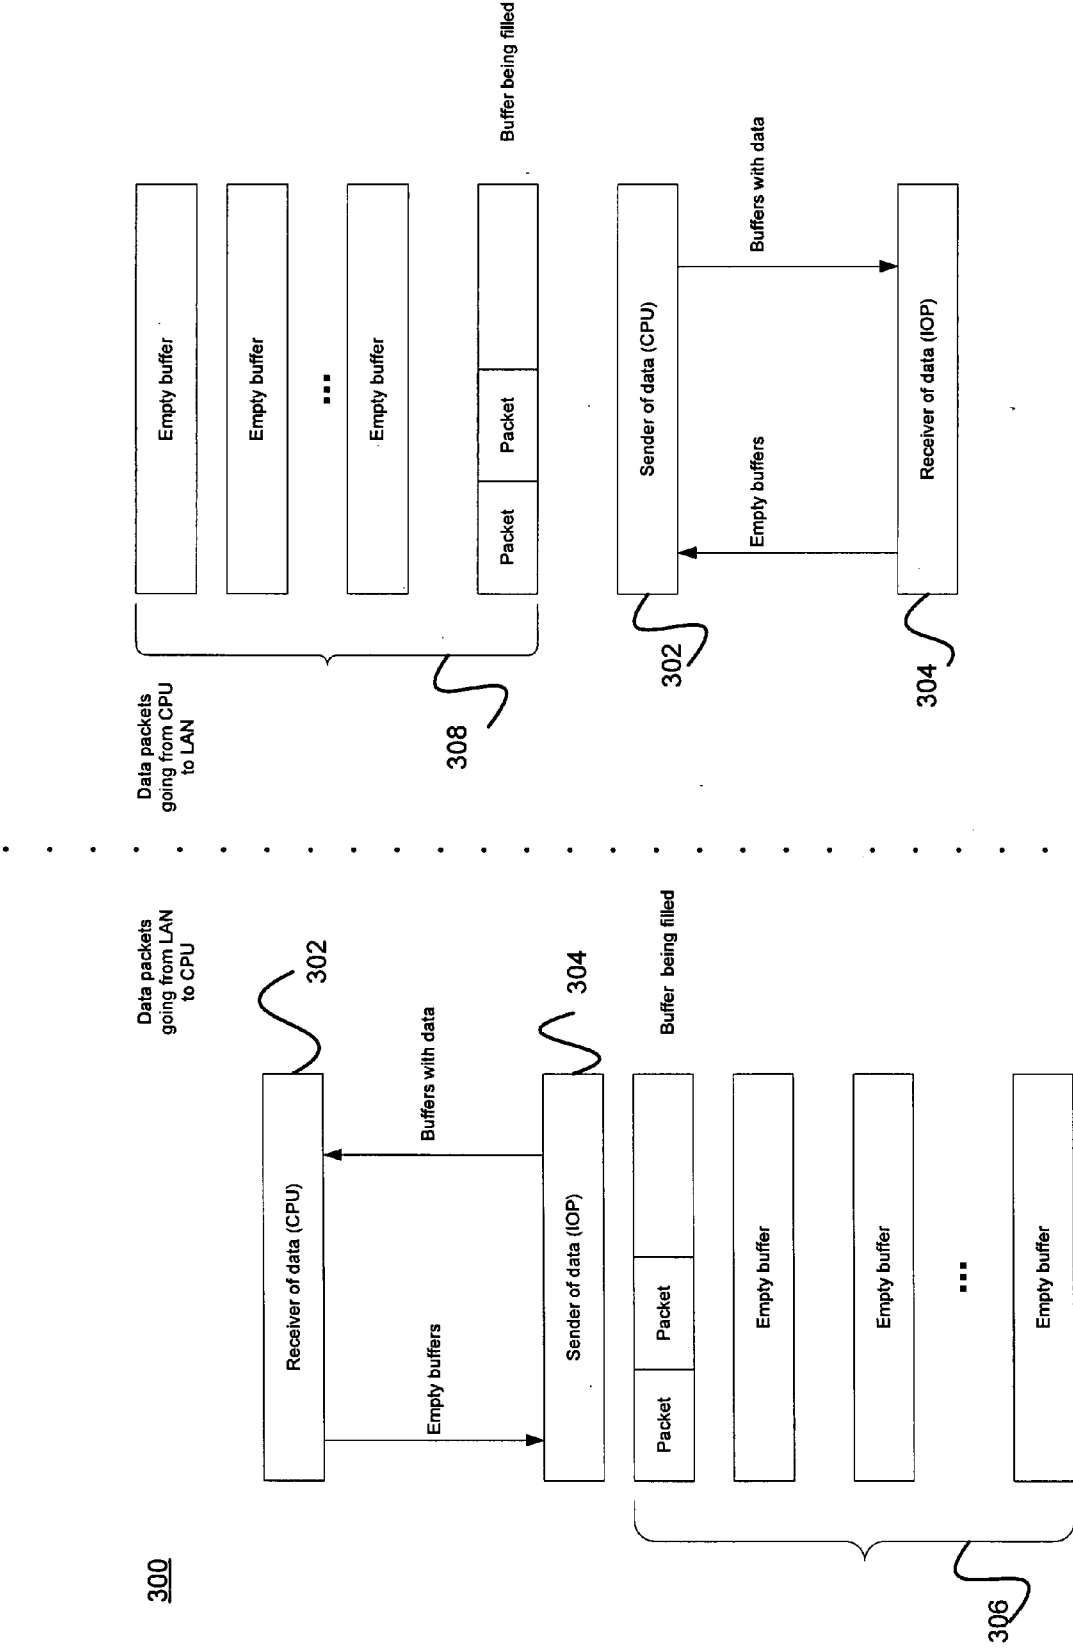 300
Data packets
going from LAN
to CPU
302
Receiver of data (CPU)
Empty buffers
Buffers with data
304
Sender of data (IOP)
Buffer being filled
Packet
Packet
Empty buffer
Empty buffer
...
Empty buffer
306
Data packets
going from CPU
to LAN
Empty buffer
Empty buffer
...
Empty buffer
Buffer being filled
Packet
Packet
308
Sender of data (CPU)
302
Empty buffers
Buffers with data
Receiver of data (IOP)
304